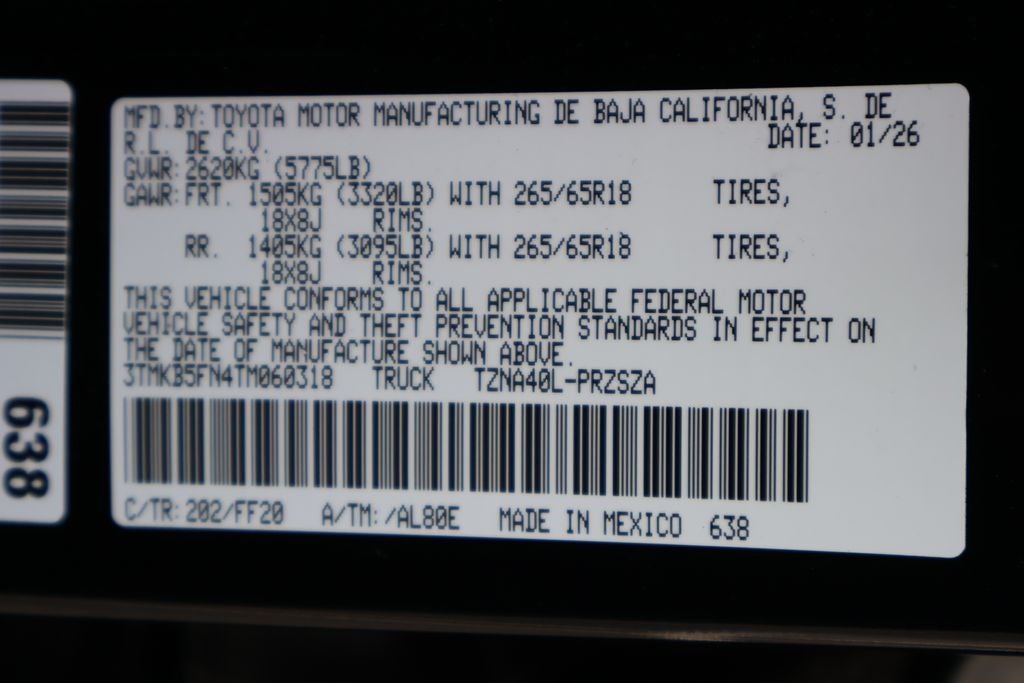 MFD.BY: TOYOTA MOTOR MANUFACTURING DE BAJA CALIFORNIA, S. DE
R.L. DE C.V. DATE: 01/26
GVWR: 2620KG (5775LB)
GAWR: FRT. 1505KG (3320LB) WITH 265/65R18 TIRES,
18X8J RIMS.
RR. 1405KG (3095LB) WITH 265/65R18 TIRES,
18X8J RIMS.
THIS VEHICLE CONFORMS TO ALL APPLICABLE FEDERAL MOTOR
VEHICLE SAFETY AND THEFT PREVENTION STANDARDS IN EFFECT ON
THE DATE OF MANUFACTURE SHOWN ABOVE.
3TMKB5FN4TM060318 TRUCK TZNA40L-PRZSZA
C/TR: 202/FF20 A/TM: /AL80E MADE IN MEXICO 638
638